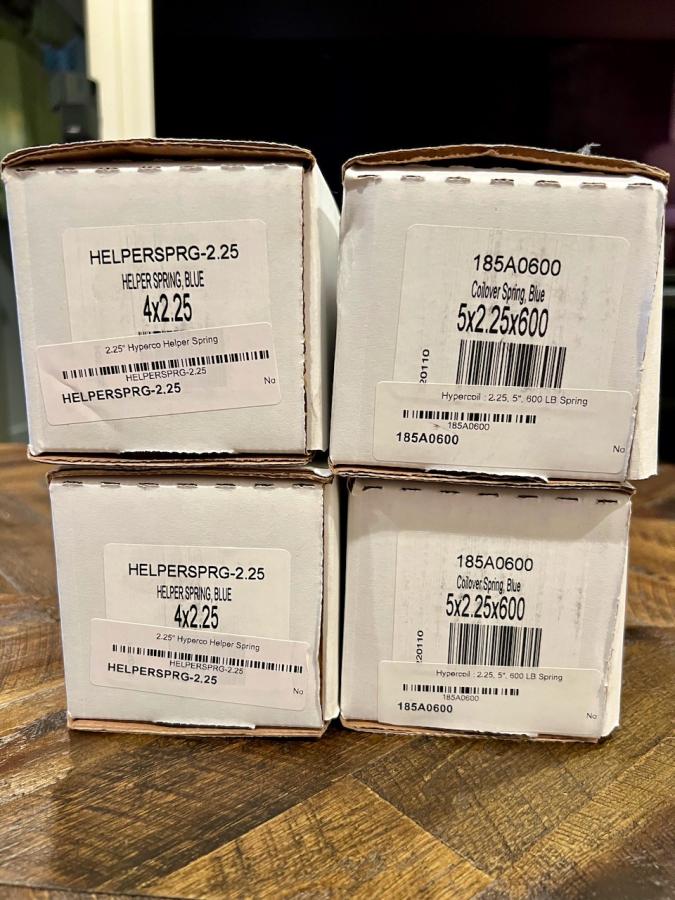 HELPERSPRG-2.25
HELPER SPRING, BLUE
4x2.25
2.25" Hyperco Helper Spring
HELPERSPRG-2.25
HELPERSPRG-2.25
No
185A0600
Coilover Spring, Blue
5x2.25x600
20110
Hypercoil : 2.25, 5", 600 LB Spring
185A0600
185A0600
No
HELPERSPRG-2.25
HELPER SPRING, BLUE
4x2.25
2.25" Hyperco Helper Spring
HELPERSPRG-2.25
HELPERSPRG-2.25
No
185A0600
Coilover Spring, Blue
5x2.25x600
20110
Hypercoil : 2.25, 5", 600 LB Spring
185A0600
185A0600
No